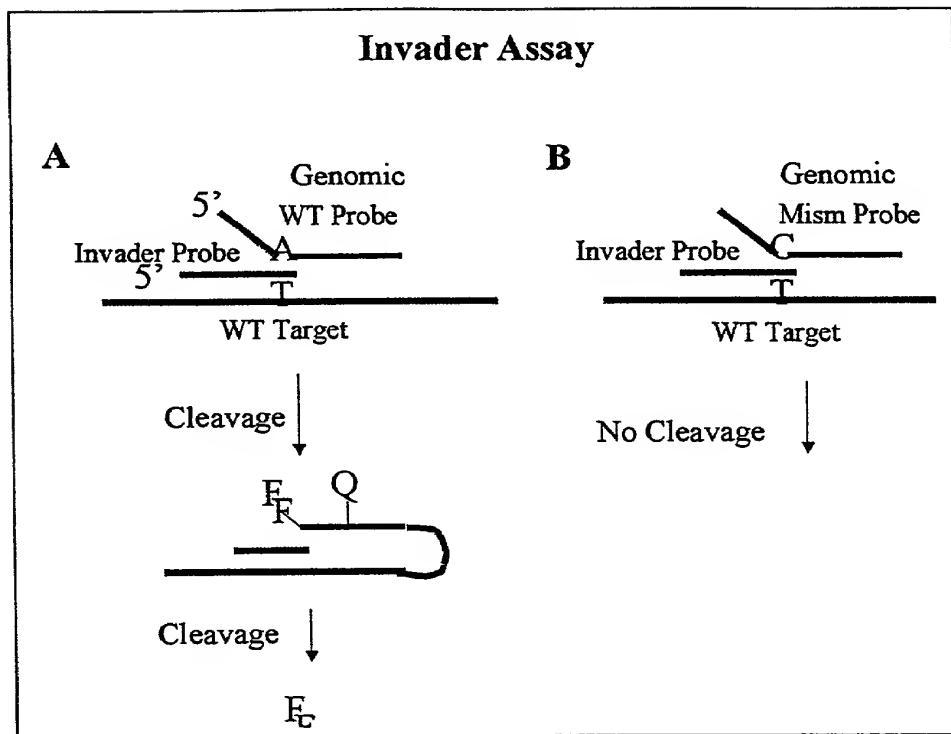 Invader Assay
A
Genomic
5'
WT Probe
A
Invader Probe
5'
T
WT Target
Cleavage
F
F
Q
Cleavage
F
B
Genomic
Mism Probe
C
Invader Probe
T
WT Target
No Cleavage